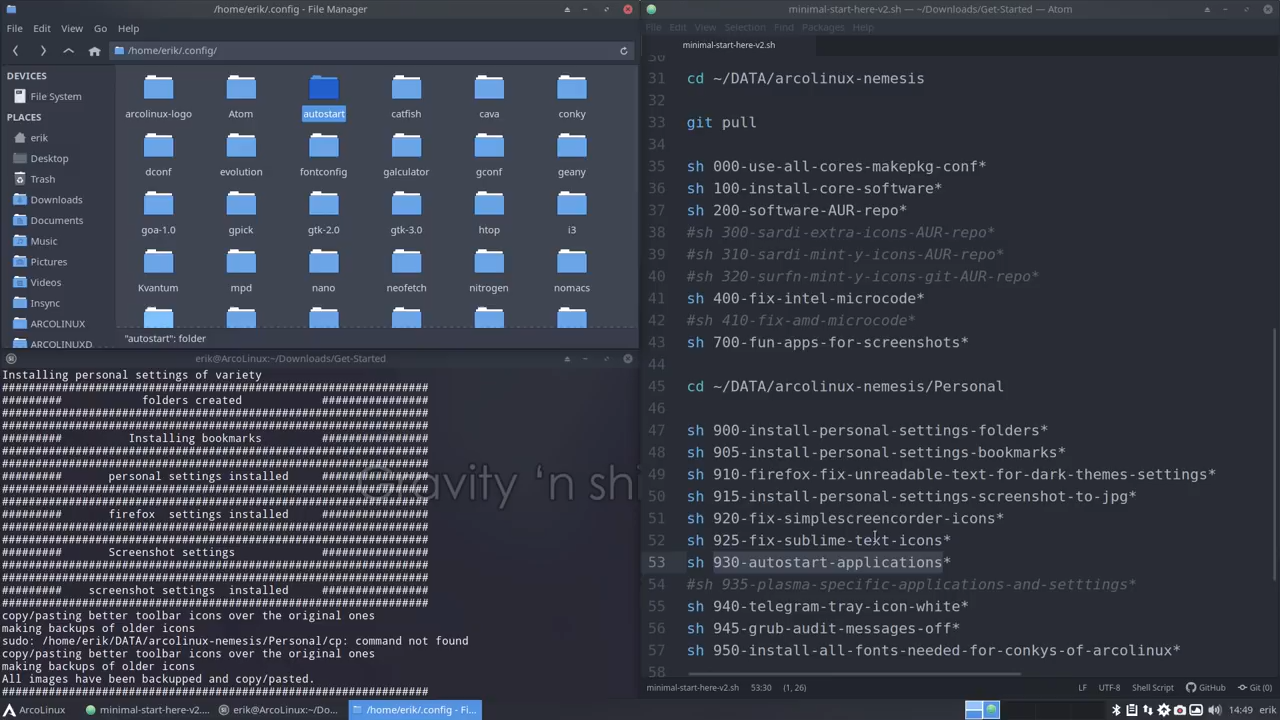 /home/erik/.config - File Manager
File Edit View Go Help
/home/erik/.config/
DEVICES
File System
PLACES
erik
Desktop
Trash
Downloads
Documents
Music
Pictures
Videos
Insync
ARCOLINUX
ARCOLINUXD
arcolinux-logo Atom autostart catfish cava conky
dconf evolution fontconfig galculator gconf geany
goa-1.0 gpick gtk-2.0 gtk-3.0 htop i3
Kvantum mpd nano neofetch nitrogen nomacs
"autostart": folder
erik@ArcoLinux:~/Downloads/Get-Started
Installing personal settings of variety
################################################################
######### folders created ################
################################################################
######### Installing bookmarks ################
################################################################
######### personal settings installed ################
################################################################
######### firefox settings installed ################
################################################################
######### Screenshot settings ################
################################################################
######### screenshot settings installed ################
################################################################
copy/pasting better toolbar icons over the original ones
making backups of older icons
sudo: /home/erik/DATA/arcolinux-nemesis/Personal/cp: command not found
copy/pasting better toolbar icons over the original ones
making backups of older icons
All images have been backupped and copy/pasted.
################################################################
Gravity 'n shi
minimal-start-here-v2.sh — ~/Downloads/Get-Started — Atom
File Edit View Selection Find Packages Help
minimal-start-here-v2.sh
30
31 cd ~/DATA/arcolinux-nemesis
32
33 git pull
34
35 sh 000-use-all-cores-makepkg-conf*
36 sh 100-install-core-software*
37 sh 200-software-AUR-repo*
38 #sh 300-sardi-extra-icons-AUR-repo*
39 #sh 310-sardi-mint-y-icons-AUR-repo*
40 #sh 320-surfn-mint-y-icons-git-AUR-repo*
41 sh 400-fix-intel-microcode*
42 #sh 410-fix-amd-microcode*
43 sh 700-fun-apps-for-screenshots*
44
45 cd ~/DATA/arcolinux-nemesis/Personal
46
47 sh 900-install-personal-settings-folders*
48 sh 905-install-personal-settings-bookmarks*
49 sh 910-firefox-fix-unreadable-text-for-dark-themes-settings*
50 sh 915-install-personal-settings-screenshot-to-jpg*
51 sh 920-fix-simplescreencorder-icons*
52 sh 925-fix-sublime-text-icons*
53 sh 930-autostart-applications*
54 #sh 935-plasma-specific-applications-and-setttings*
55 sh 940-telegram-tray-icon-white*
56 sh 945-grub-audit-messages-off*
57 sh 950-install-all-fonts-needed-for-conkys-of-arcolinux*
58
minimal-start-here-v2.sh 53:30 (1, 26) LF UTF-8 Shell Script GitHub Git (0)
ArcoLinux minimal-start-here-v2.... erik@ArcoLinux:~/Do... /home/erik/.config - Fi... 14:49 erik